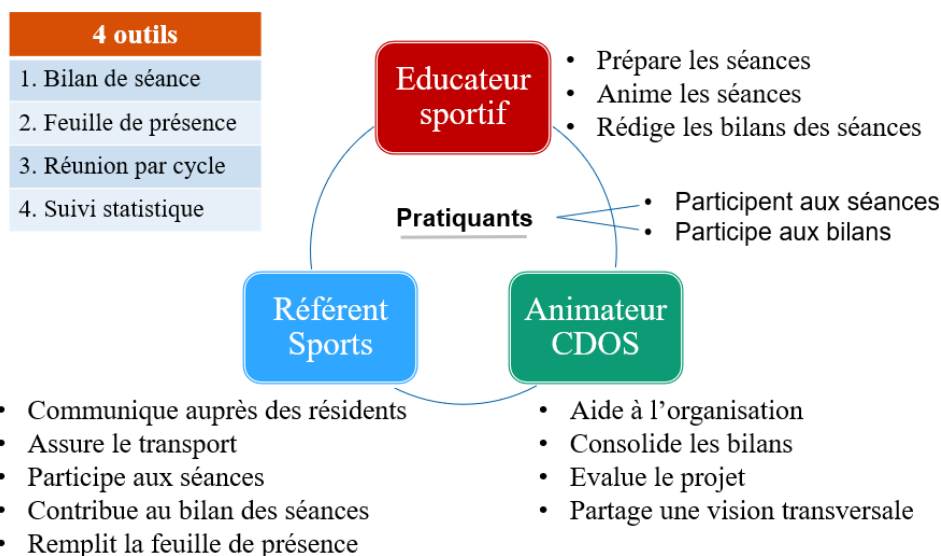 4 outils
1. Bilan de séance
2. Feuille de présence
3. Réunion par cycle
4. Suivi statistique
Educateur
sportif
• Prépare les séances
• Anime les séances
• Rédige les bilans des séances
Pratiquants
• Participent aux séances
• Participe aux bilans
Référent
Sports
Animateur
CDOS
• Communique auprès des résidents
• Assure le transport
• Participe aux séances
• Contribue au bilan des séances
• Remplit la feuille de présence
• Aide à l’organisation
• Consolide les bilans
• Evalue le projet
• Partage une vision transversale